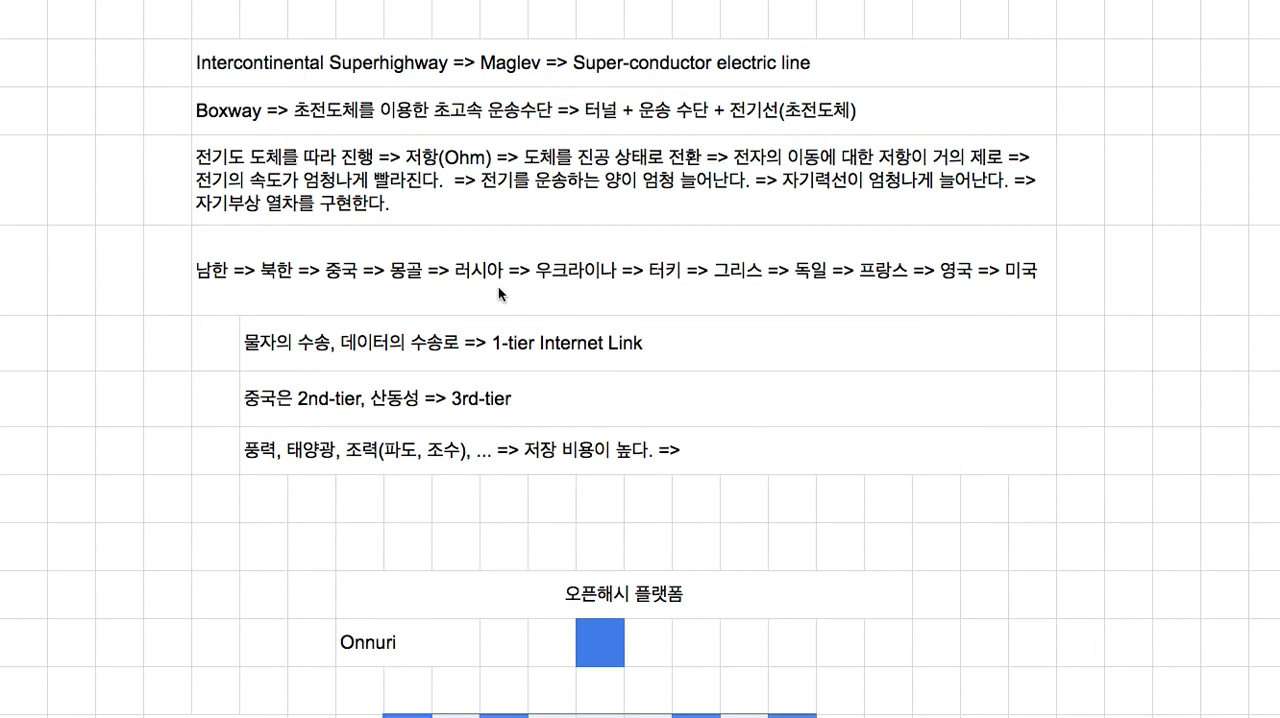 Intercontinental Superhighway => Maglev => Super-conductor electric line
Boxway => 초전도체를 이용한 초고속 운송수단 => 터널 + 운송 수단 + 전기선(초전도체)
전기도 도체를 따라 진행 => 저항(Ohm) => 도체를 진공 상태로 전환 => 전자의 이동에 대한 저항이 거의 제로 =>
전기의 속도가 엄청나게 빨라진다.  => 전기를 운송하는 양이 엄청 늘어난다. => 자기력선이 엄청나게 늘어난다. =>
자기부상 열차를 구현한다.
남한 => 북한 => 중국 => 몽골 => 러시아 => 우크라이나 => 터키 => 그리스 => 독일 => 프랑스 => 영국 => 미국
물자의 수송, 데이터의 수송로 => 1-tier Internet Link
중국은 2nd-tier, 산동성 => 3rd-tier
풍력, 태양광, 조력(파도, 조수), ... => 저장 비용이 높다. =>
오픈해시 플랫폼
Onnuri